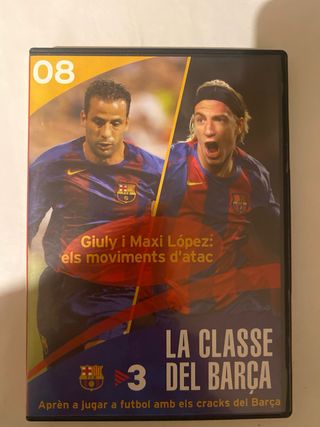 08
Giuly i Maxi López:
els moviments d'atac
LA CLASSE
DEL BARÇA
3
Aprèn a jugar a futbol amb els cracks del Barça